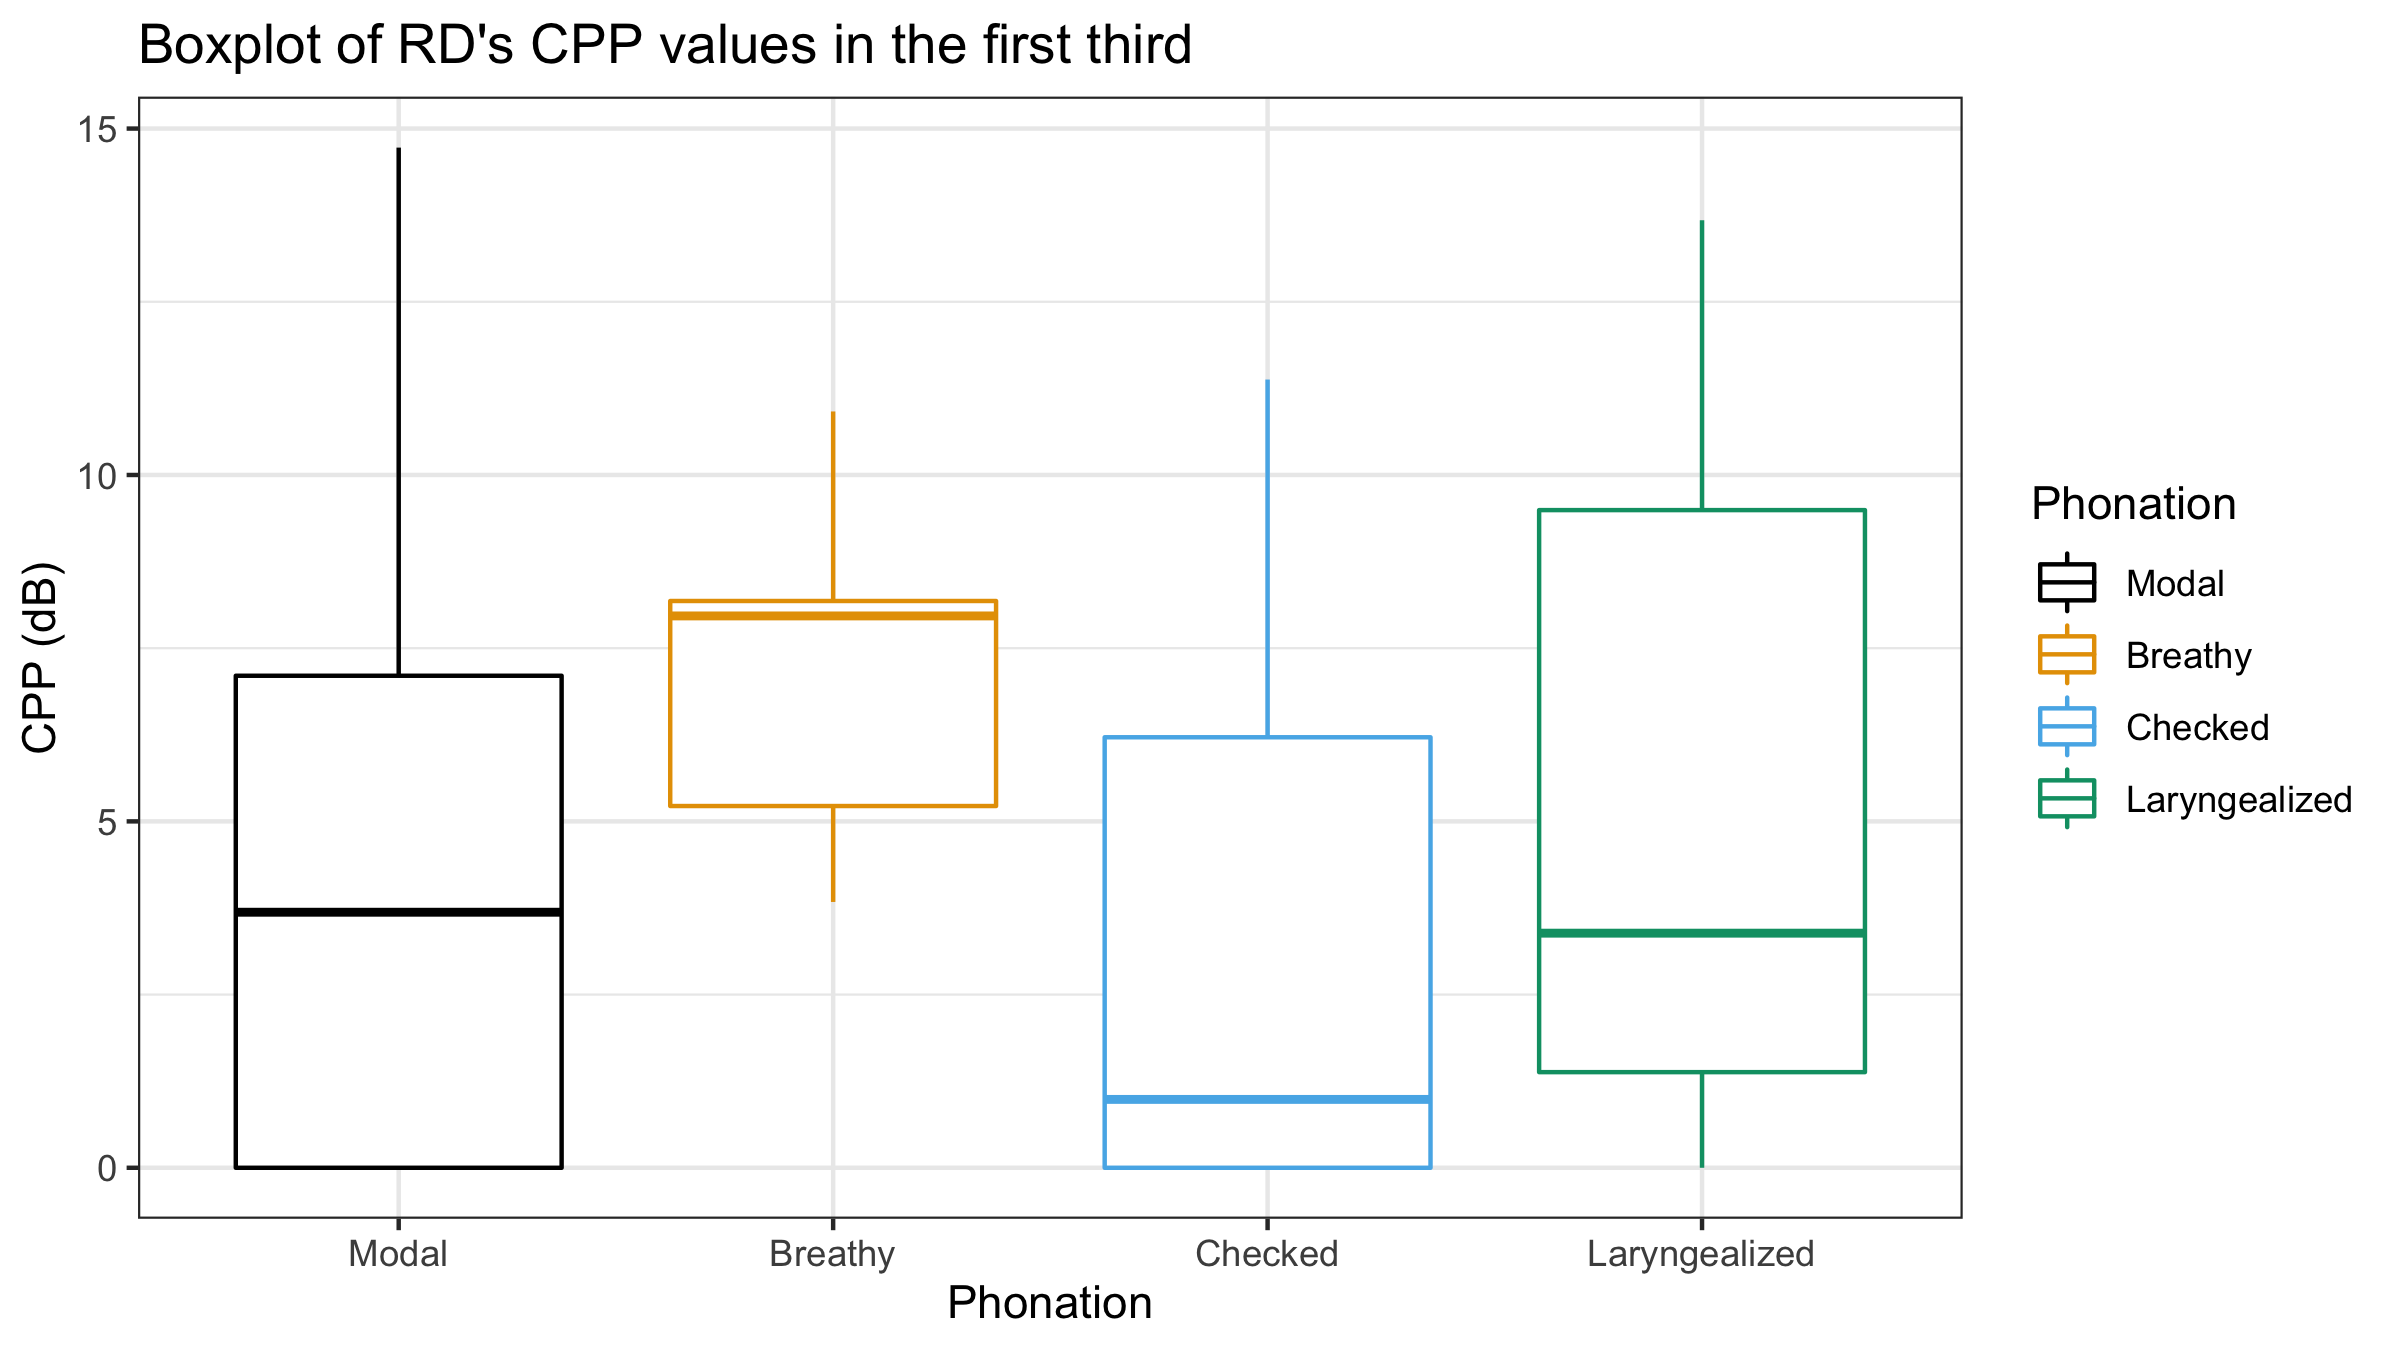 Boxplot of RD's CPP values in the first third
15
10
5
0
CPP (dB)
Modal
Breathy
Checked
Laryngealized
Phonation
Phonation
Modal
Breathy
Checked
Laryngealized